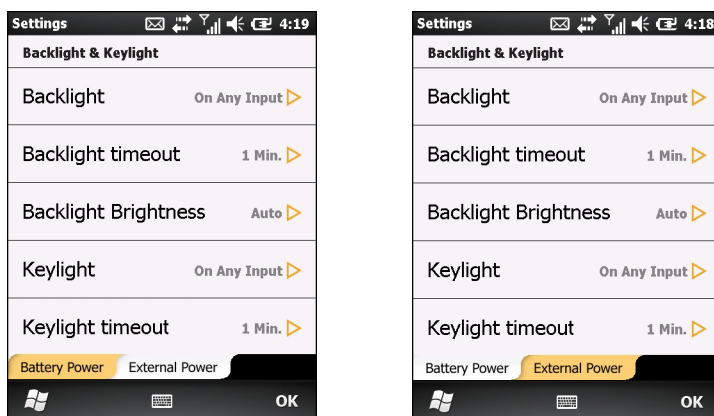 Settings 4:19
Backlight & Keylight
Backlight On Any Input
Backlight timeout 1 Min.
Backlight Brightness Auto
Keylight On Any Input
Keylight timeout 1 Min.
Battery Power External Power
OK
Settings 4:18
Backlight & Keylight
Backlight On Any Input
Backlight timeout 1 Min.
Backlight Brightness Auto
Keylight On Any Input
Keylight timeout 1 Min.
Battery Power External Power
OK